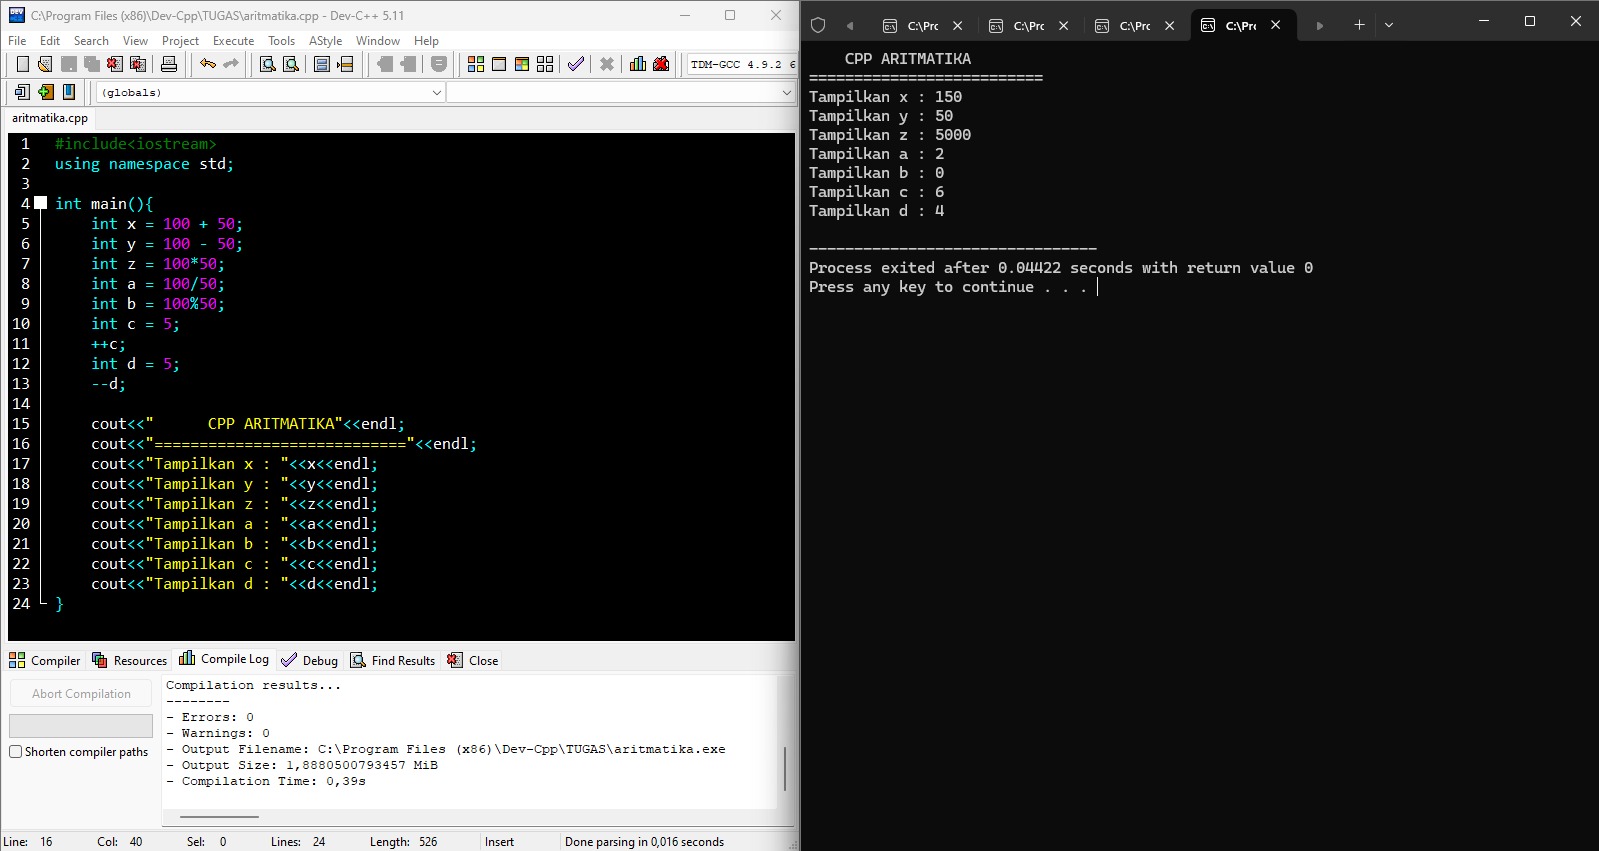 C:\Program Files (x86)\Dev-Cpp\TUGAS\aritmatika.cpp - Dev-C++ 5.11
File Edit Search View Project Execute Tools AStyle Window Help
TDM-GCC 4.9.2 6
(globals)
aritmatika.cpp
1 #include<iostream>
2 using namespace std;
3
4 int main(){
5 int x = 100 + 50;
6 int y = 100 - 50;
7 int z = 100*50;
8 int a = 100/50;
9 int b = 100%50;
10 int c = 5;
11 ++c;
12 int d = 5;
13 --d;
14
15 cout<<"      CPP ARITMATIKA"<<endl;
16 cout<<"============================"<<endl;
17 cout<<"Tampilkan x : "<<x<<endl;
18 cout<<"Tampilkan y : "<<y<<endl;
19 cout<<"Tampilkan z : "<<z<<endl;
20 cout<<"Tampilkan a : "<<a<<endl;
21 cout<<"Tampilkan b : "<<b<<endl;
22 cout<<"Tampilkan c : "<<c<<endl;
23 cout<<"Tampilkan d : "<<d<<endl;
24 }
Compiler Resources Compile Log Debug Find Results Close
Abort Compilation
Shorten compiler paths
Compilation results...
--------
- Errors: 0
- Warnings: 0
- Output Filename: C:\Program Files (x86)\Dev-Cpp\TUGAS\aritmatika.exe
- Output Size: 1,8880500793457 MiB
- Compilation Time: 0,39s
Line: 16 Col: 40 Sel: 0 Lines: 24 Length: 526 Insert Done parsing in 0,016 seconds
C:\Prc C:\Prc C:\Prc C:\Prc
CPP ARITMATIKA
==========================
Tampilkan x : 150
Tampilkan y : 50
Tampilkan z : 5000
Tampilkan a : 2
Tampilkan b : 0
Tampilkan c : 6
Tampilkan d : 4
--------------------------------
Process exited after 0.04422 seconds with return value 0
Press any key to continue . . .